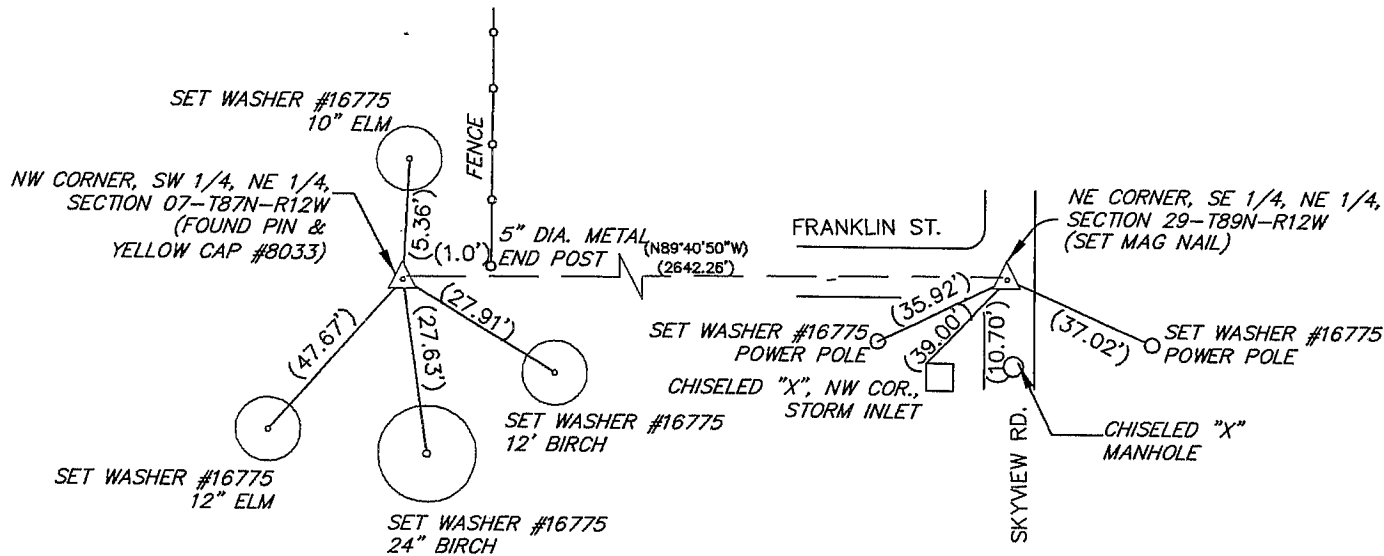 SET WASHER #16775
10" ELM
FENCE
NW CORNER, SW 1/4, NE 1/4,
SECTION 07-T87N-R12W
(FOUND PIN &
YELLOW CAP #8033)
(5.36')
(1.0')
5" DIA. METAL
END POST
(N89°40'50"W)
(2642.26')
FRANKLIN ST.
NE CORNER, SE 1/4, NE 1/4,
SECTION 29-T89N-R12W
(SET MAG NAIL)
(47.67')
(27.63')
(27.91')
(35.92')
(39.00')
(10.70')
(37.02')
SET WASHER #16775
POWER POLE
SET WASHER #16775
POWER POLE
CHISELED "X", NW COR.,
STORM INLET
SET WASHER #16775
12' BIRCH
CHISELED "X"
MANHOLE
SKYVIEW RD.
SET WASHER #16775
12" ELM
SET WASHER #16775
24" BIRCH